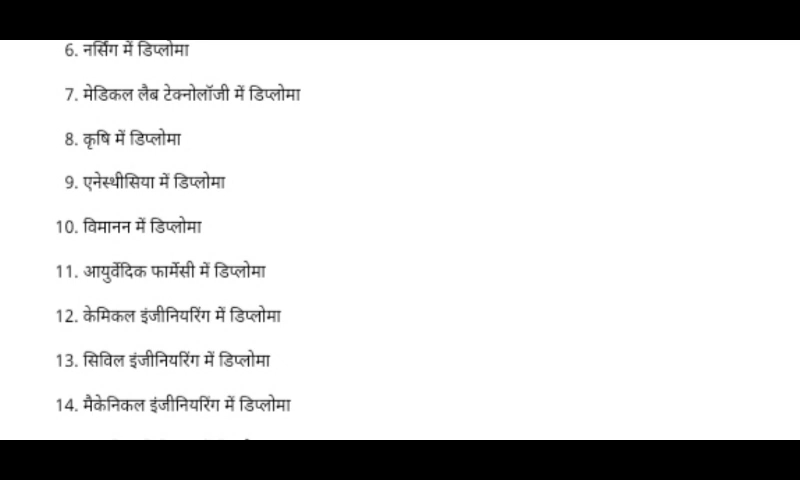 6. नर्सिंग में डिप्लोमा
7. मेडिकल लैब टेक्नोलॉजी में डिप्लोमा
8. कृषि में डिप्लोमा
9. एनेस्थीसिया में डिप्लोमा
10. विमानन में डिप्लोमा
11. आयुर्वेदिक फार्मेसी में डिप्लोमा
12. केमिकल इंजीनियरिंग में डिप्लोमा
13. सिविल इंजीनियरिंग में डिप्लोमा
14. मैकेनिकल इंजीनियरिंग में डिप्लोमा